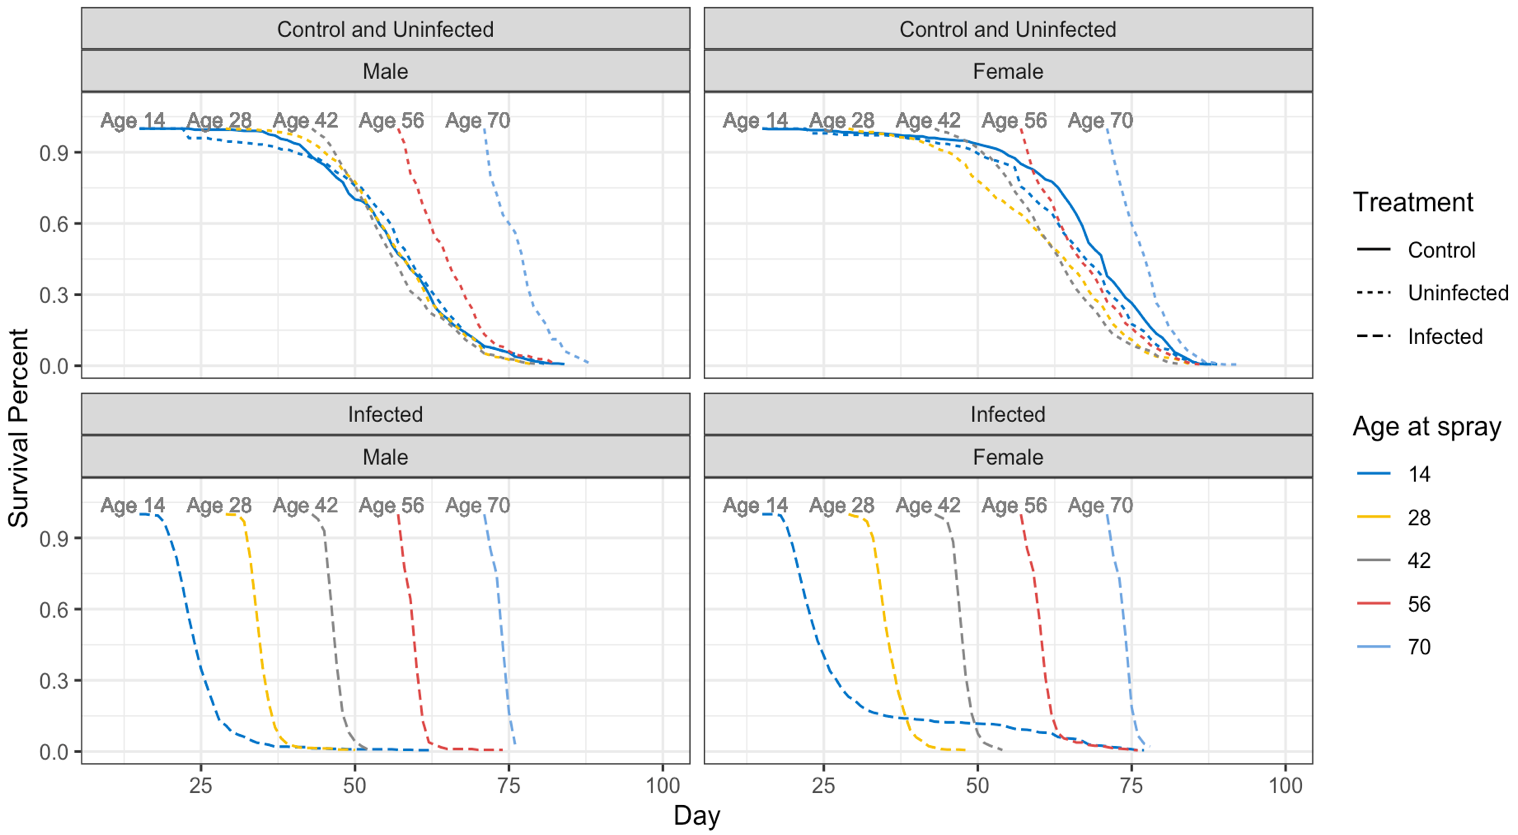 Control and Uninfected
Control and Uninfected
Male
Female
Age 14 Age 28 Age 42 Age 56 Age 70
Age 14 Age 28 Age 42 Age 56 Age 70
0.9
0.6
0.3
0.0
Infected
Infected
Male
Female
Age 14 Age 28 Age 42 Age 56 Age 70
Age 14 Age 28 Age 42 Age 56 Age 70
0.9
0.6
0.3
0.0
25 50 75 100
25 50 75 100
Survival Percent
Day
Treatment
Control
Uninfected
Infected
Age at spray
14
28
42
56
70